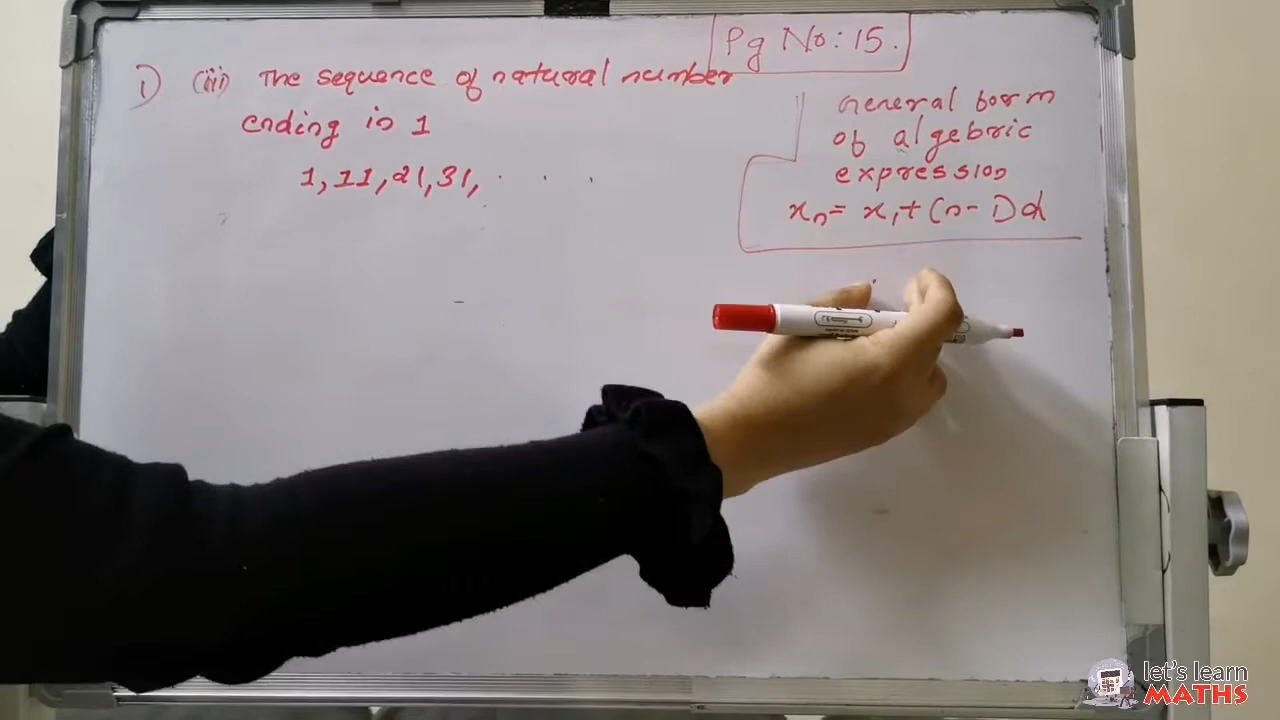 Pg No: 15.
1) (iii) The sequence of natural number
ending in 1
1, 11, 21, 31, . . .
General form
of algebric
expression
xₙ = x₁ + (n - 1) d
let's learn
MATHS